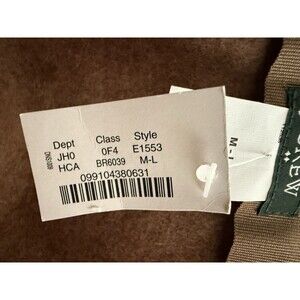 Dept Class Style
JH0 0F4 E1553
HCA BR6039 M-L
099104380631
M-L